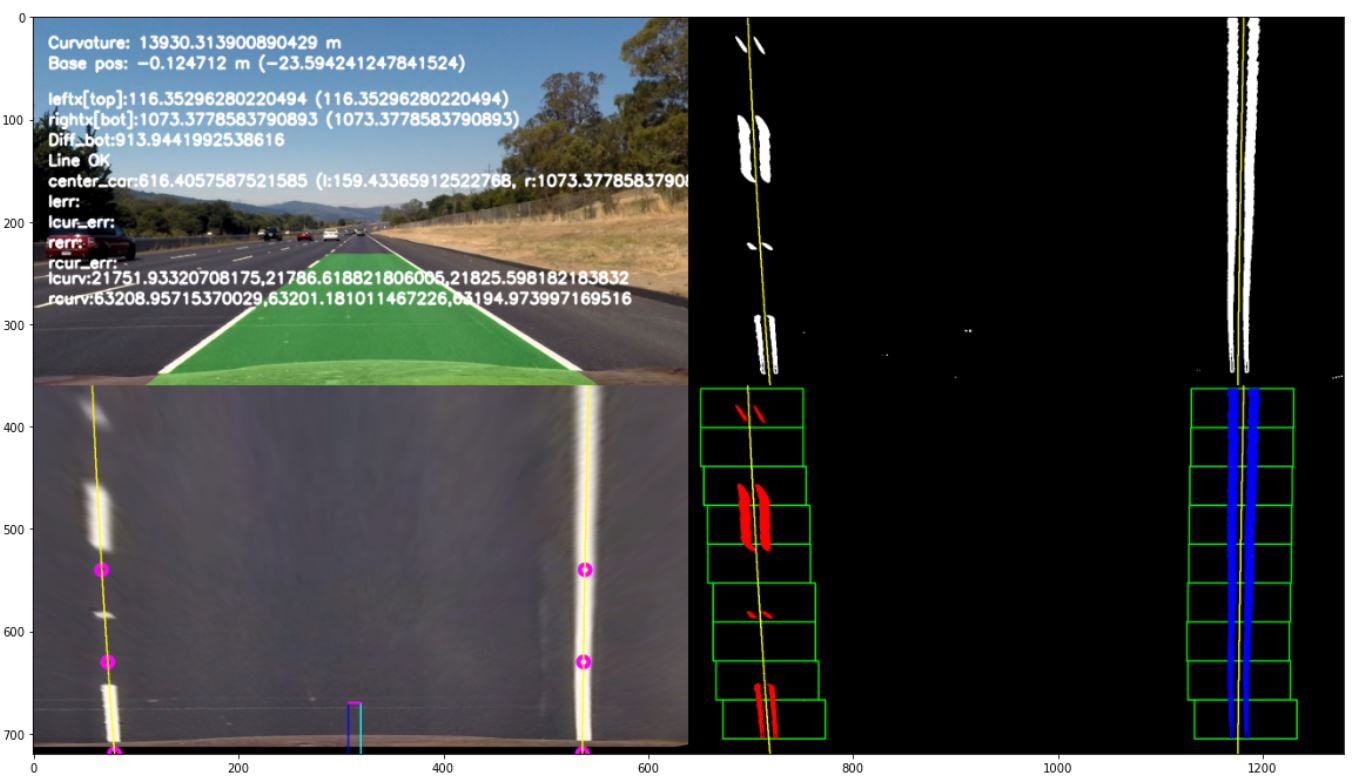 Curvature: 13930.313900890429 m
Base pos: -0.124712 m (-23.594241247841524)
leftx[top]:116.35296280220494 (116.35296280220494)
rightx[bot]:1073.3778583790893 (1073.3778583790893)
Diff_bot:913.9441992538616
Line OK
center_car:616.4057587521585 (l:159.43365912522768, r:1073.37785837908
lerr:
lcur_err:
rerr:
rcur_err:
lcurv:21751.93320708175,21786.618821806005,21825.598182183832
rcurv:63208.95715370029,63201.181011467226,63194.973997169516
0
100
200
300
400
500
600
700
0 200 400 600 800 1000 1200